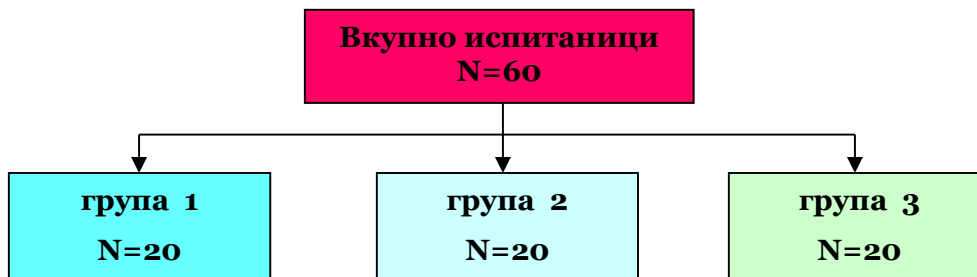 Вкупно испитаници
N=60
група 1
N=20
група 2
N=20
група 3
N=20